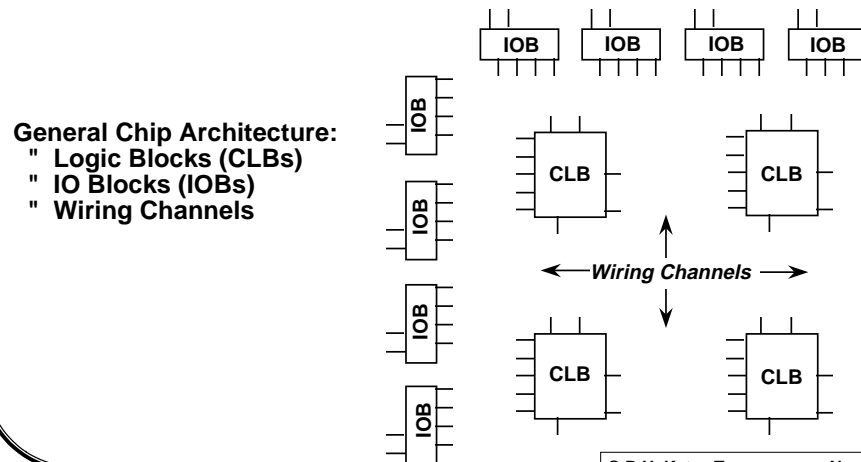 IOB IOB IOB IOB
IOB
General Chip Architecture:
" Logic Blocks (CLBs)
" IO Blocks (IOBs)
" Wiring Channels
CLB CLB
IOB
Wiring Channels
IOB
CLB CLB
IOB